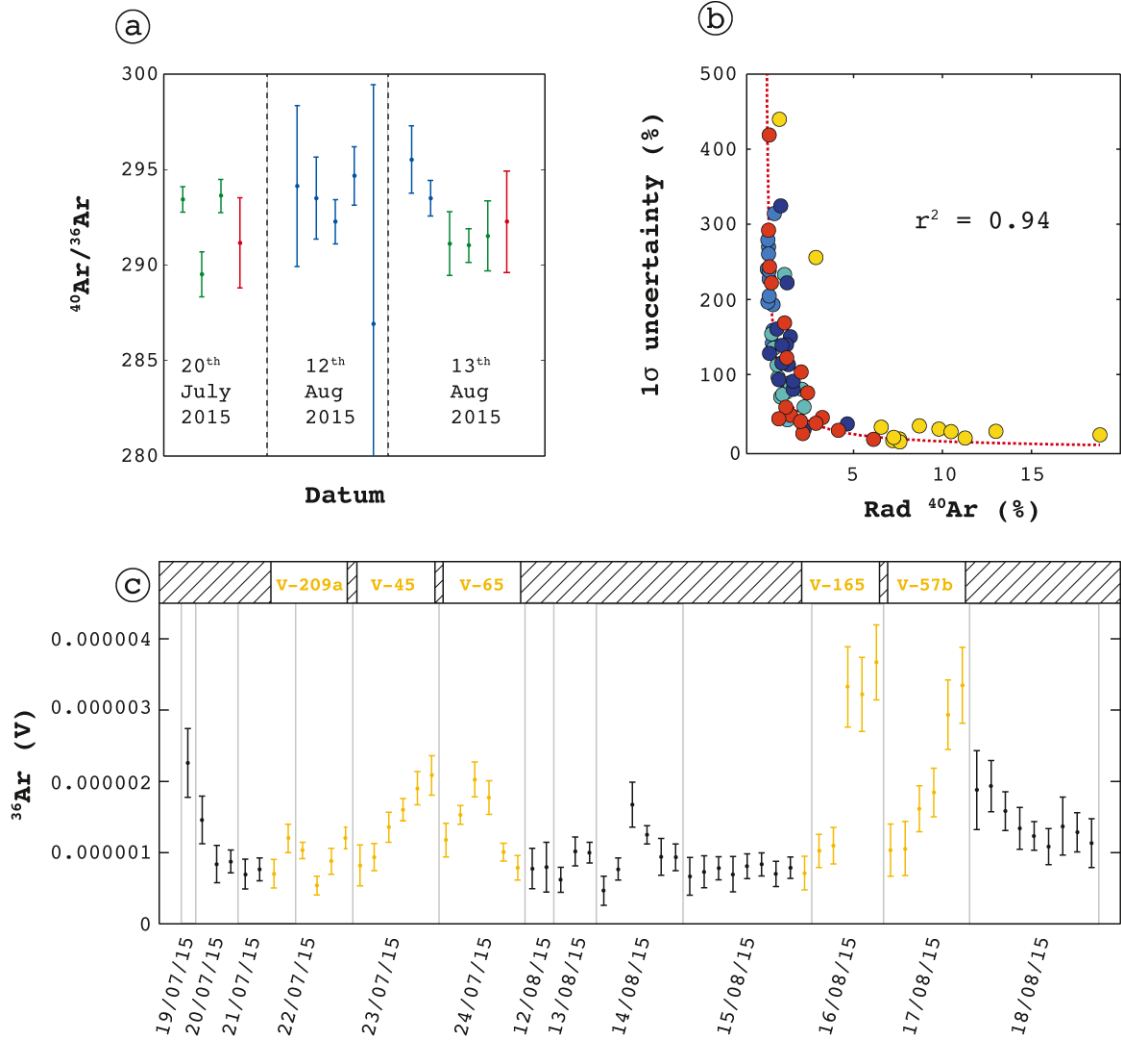 a
300
295
290
285
280
⁴⁰Ar/³⁶Ar
20ᵗʰ
July
2015
12ᵗʰ
Aug
2015
13ᵗʰ
Aug
2015
Datum
b
500
400
300
200
100
0
1σ uncertainty (%)
r² = 0.94
5
10
15
Rad ⁴⁰Ar (%)
c
V-209a
V-45
V-65
V-165
V-57b
0.000004
0.000003
0.000002
0.000001
0
³⁶Ar (V)
19/07/15
20/07/15
21/07/15
22/07/15
23/07/15
24/07/15
12/08/15
13/08/15
14/08/15
15/08/15
16/08/15
17/08/15
18/08/15